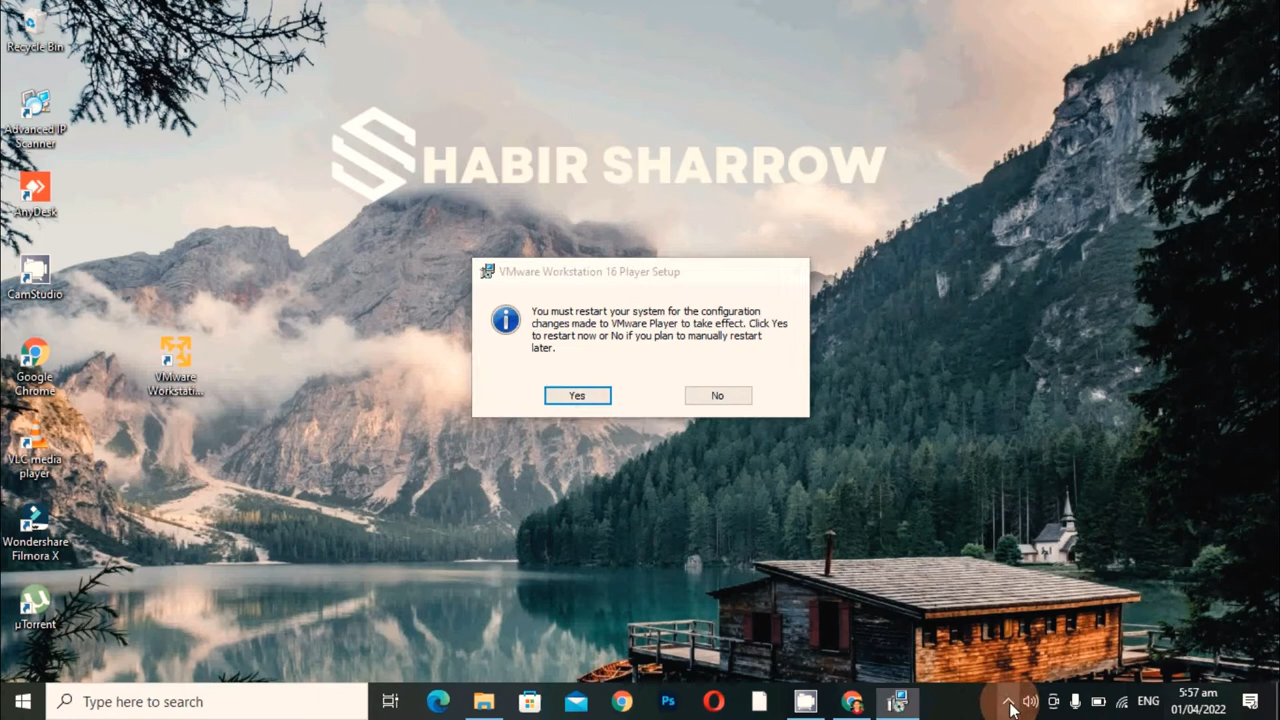 Recycle Bin
Advanced IP
Scanner
AnyDesk
CamStudio
Google
Chrome
VMware
Workstati...
VLC media
player
Wondershare
Filmora X
µTorrent
HABIR SHARROW
VMware Workstation 16 Player Setup
You must restart your system for the configuration
changes made to VMware Player to take effect. Click Yes
to restart now or No if you plan to manually restart
later.
Yes
No
Type here to search
Ps
ENG
5:57 am
01/04/2022